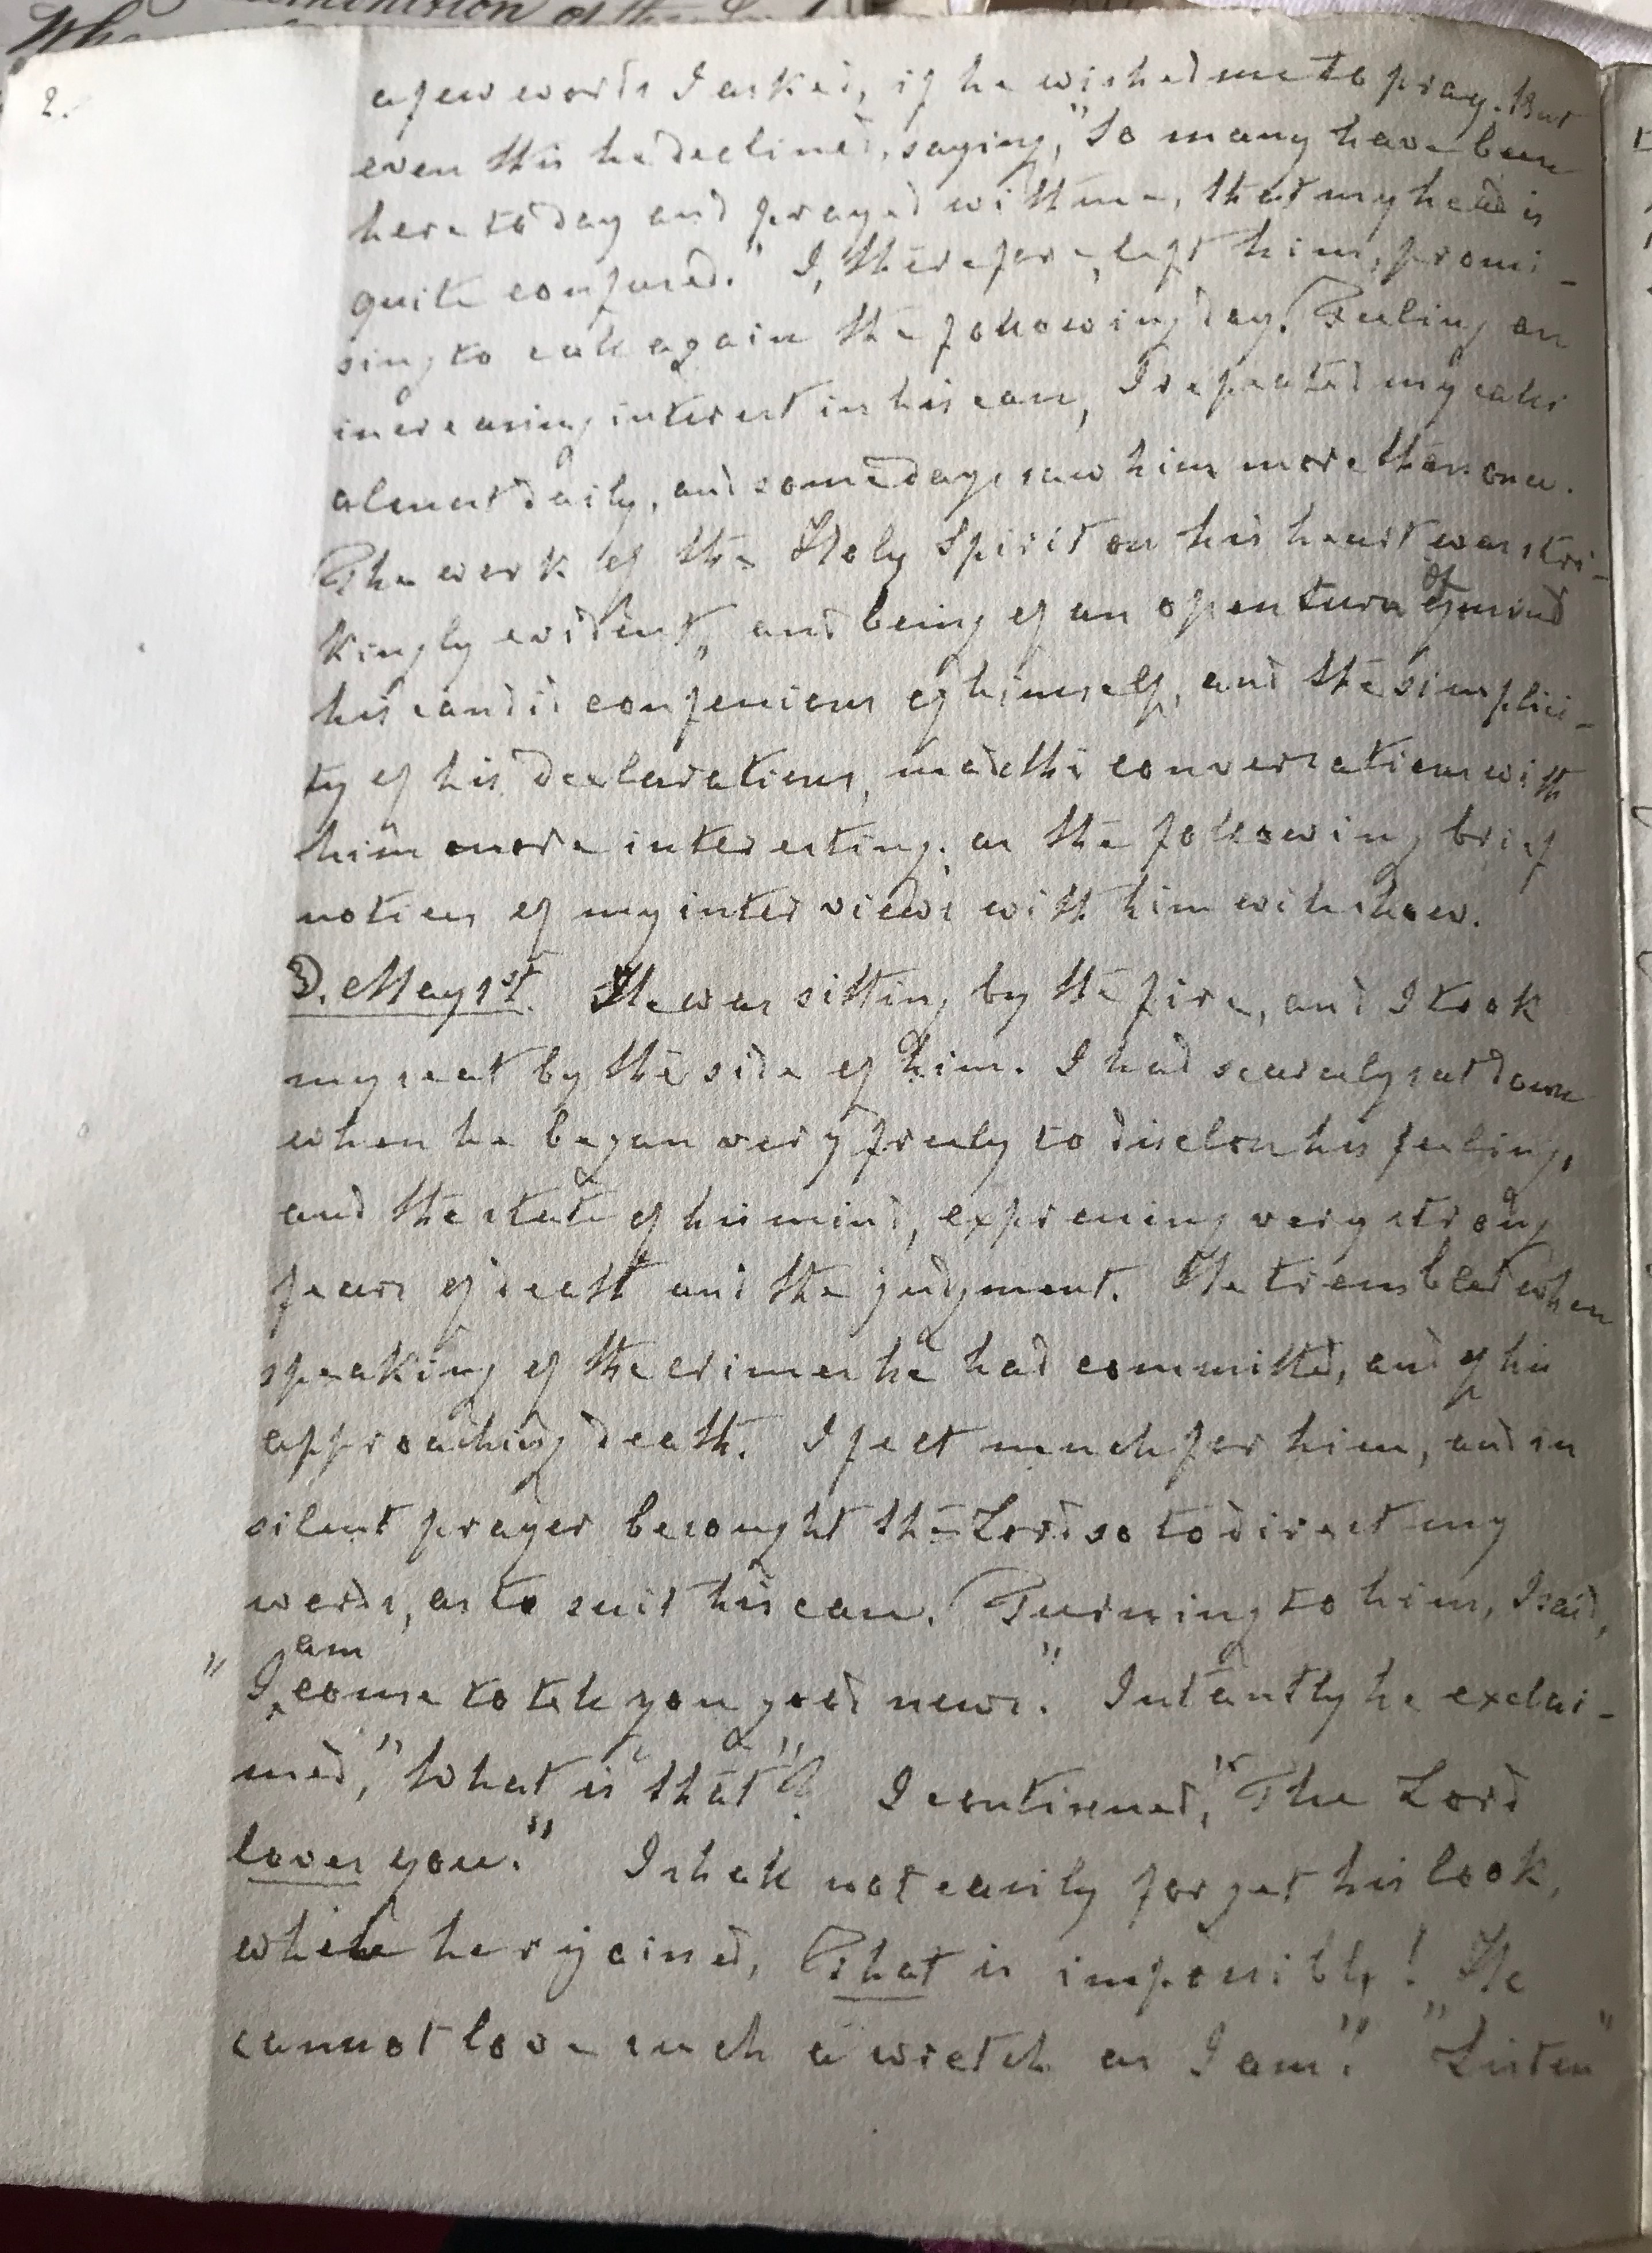 2.
a few words I asked, if he wished me to pray. But
even this he declined, saying, "So many have been
here to day and prayed with me, that my head is
quite confused." I, therefore, left him, promi-
sing to call again the following day. Feeling an
increasing interest in his case, I repeated my calls
almost daily, and some days saw him more than once.
The work of the Holy Spirit on his heart was stri-
kingly evident, and being of an open turn of mind
his candid confessions of himself, and the simplici-
ty of his declarations, made the conversations with
him more interesting, as the following brief
notices of my interviews with him will show.
D. May 1st. He was sitting by the fire, and I took
my seat by the side of him. I had scarcely sat down
when he began very freely to disclose his feelings,
and the state of his mind, expressing very strong
fears of death and the judgment. He trembled when
speaking of the crimes he had committed, and of his
approaching death. I felt much for him, and in
silent prayer besought the Lord so to direct my
words, as to suit his case. Turning to him, I said,
"I am come to tell you good news." Instantly he exclai-
med, "What is that"? I continued, "The Lord
loves you." I shall not easily forget his look,
while he rejoined, That is impossible! He
cannot love such a wretch as I am". "Listen"